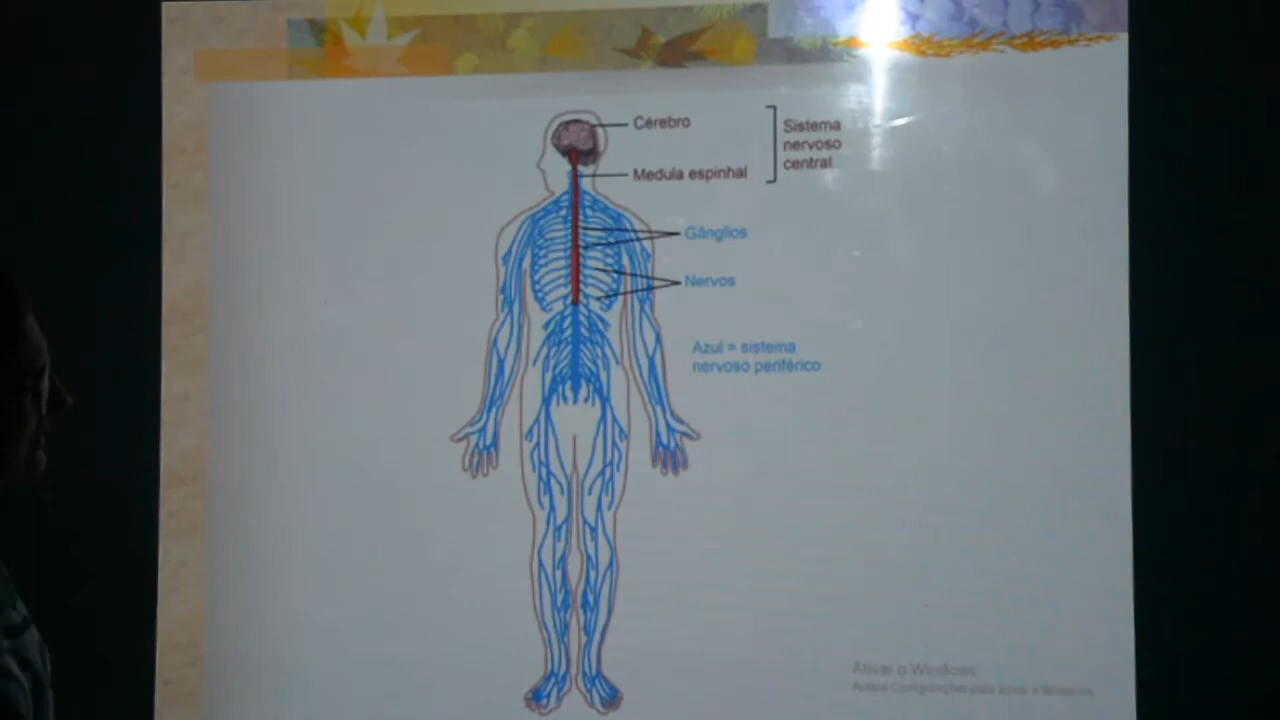 Cérebro
Medula espinhal
Sistema
nervoso
central
Gânglios
Nervos
Azul = sistema
nervoso periférico
Ativar o Windows